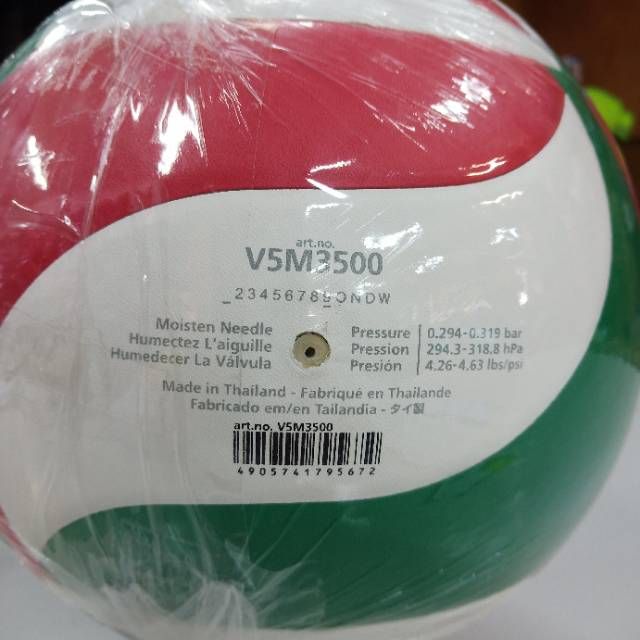 art.no.
V5M3500
_23456789ONDW
Moisten Needle
Humectez L'aiguille
Humedecer La Válvula
Pressure 0.294-0.319 bar
Pression 294.3-318.8 hPa
Presión 4.26-4.63 lbs/psi
Made in Thailand - Fabriqué en Thailande
Fabricado em/en Tailandia - タイ製
art.no. V5M3500
4905741795672